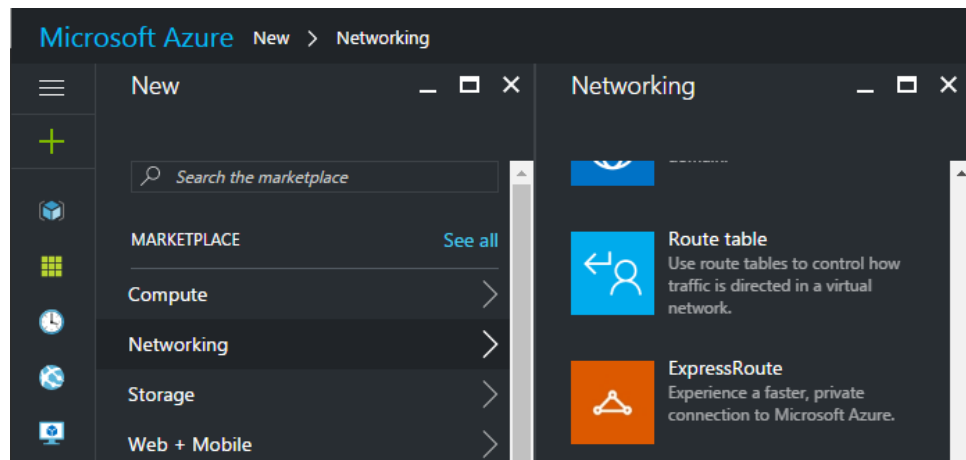 Microsoft Azure New > Networking
New
Search the marketplace
MARKETPLACE See all
Compute
Networking
Storage
Web + Mobile
Networking
Route table
Use route tables to control how
traffic is directed in a virtual
network.
ExpressRoute
Experience a faster, private
connection to Microsoft Azure.